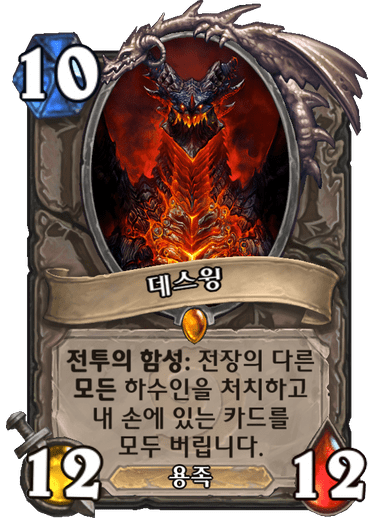 10
데스윙
전투의 함성: 전장의 다른
모든 하수인을 처치하고
내 손에 있는 카드를
모두 버립니다.
12
용족
12